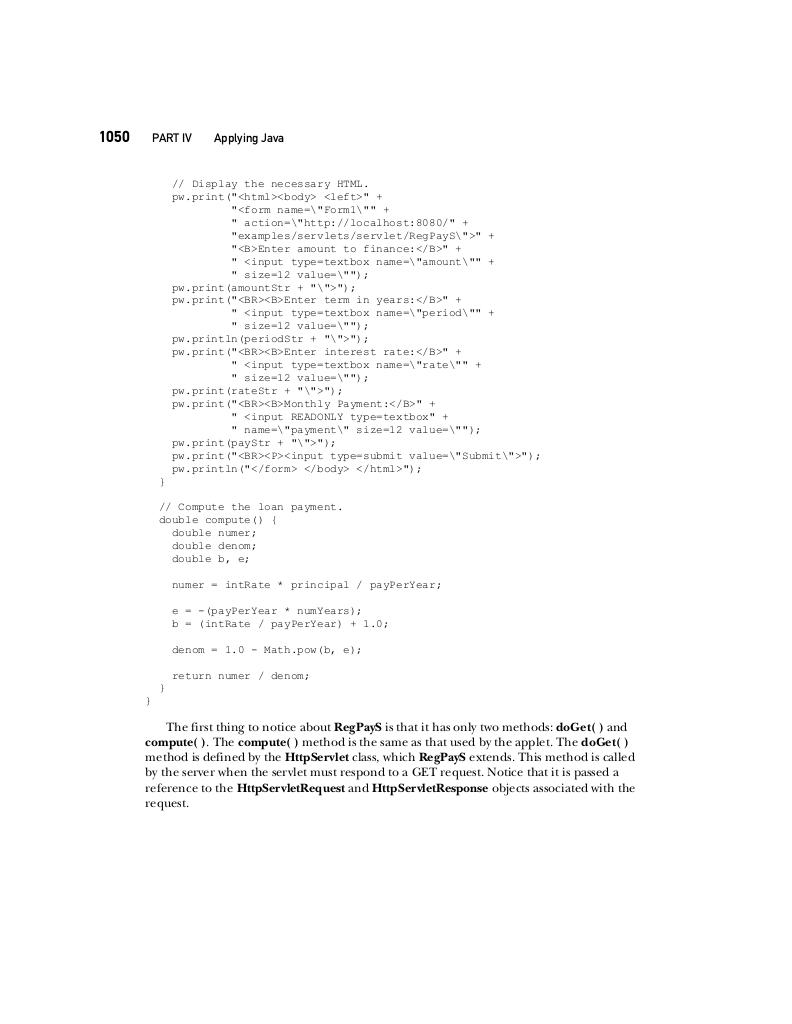 1050 PART IV Applying Java
// Display the necessary HTML.
pw.print("<html><body> <left>" +
"<form name=\"Form1\"" +
" action=\"http://localhost:8080/" +
"examples/servlets/servlet/RegPayS\">" +
"<B>Enter amount to finance:</B>" +
" <input type=textbox name=\"amount\"" +
" size=12 value=\"");
pw.print(amountStr + "\">");
pw.print("<BR><B>Enter term in years:</B>" +
" <input type=textbox name=\"period\"" +
" size=12 value=\"");
pw.println(periodStr + "\">");
pw.print("<BR><B>Enter interest rate:</B>" +
" <input type=textbox name=\"rate\"" +
" size=12 value=\"");
pw.print(rateStr + "\">");
pw.print("<BR><B>Monthly Payment:</B>" +
" <input READONLY type=textbox" +
" name=\"payment\" size=12 value=\"");
pw.print(payStr + "\">");
pw.print("<BR><P><input type=submit value=\"Submit\">");
pw.println("</form> </body> </html>");
}
// Compute the loan payment.
double compute() {
double numer;
double denom;
double b, e;
numer = intRate * principal / payPerYear;
e = -(payPerYear * numYears);
b = (intRate / payPerYear) + 1.0;
denom = 1.0 - Math.pow(b, e);
return numer / denom;
}
}
The first thing to notice about RegPayS is that it has only two methods: doGet( ) and
compute( ). The compute( ) method is the same as that used by the applet. The doGet( )
method is defined by the HttpServlet class, which RegPayS extends. This method is called
by the server when the servlet must respond to a GET request. Notice that it is passed a
reference to the HttpServletRequest and HttpServletResponse objects associated with the
request.